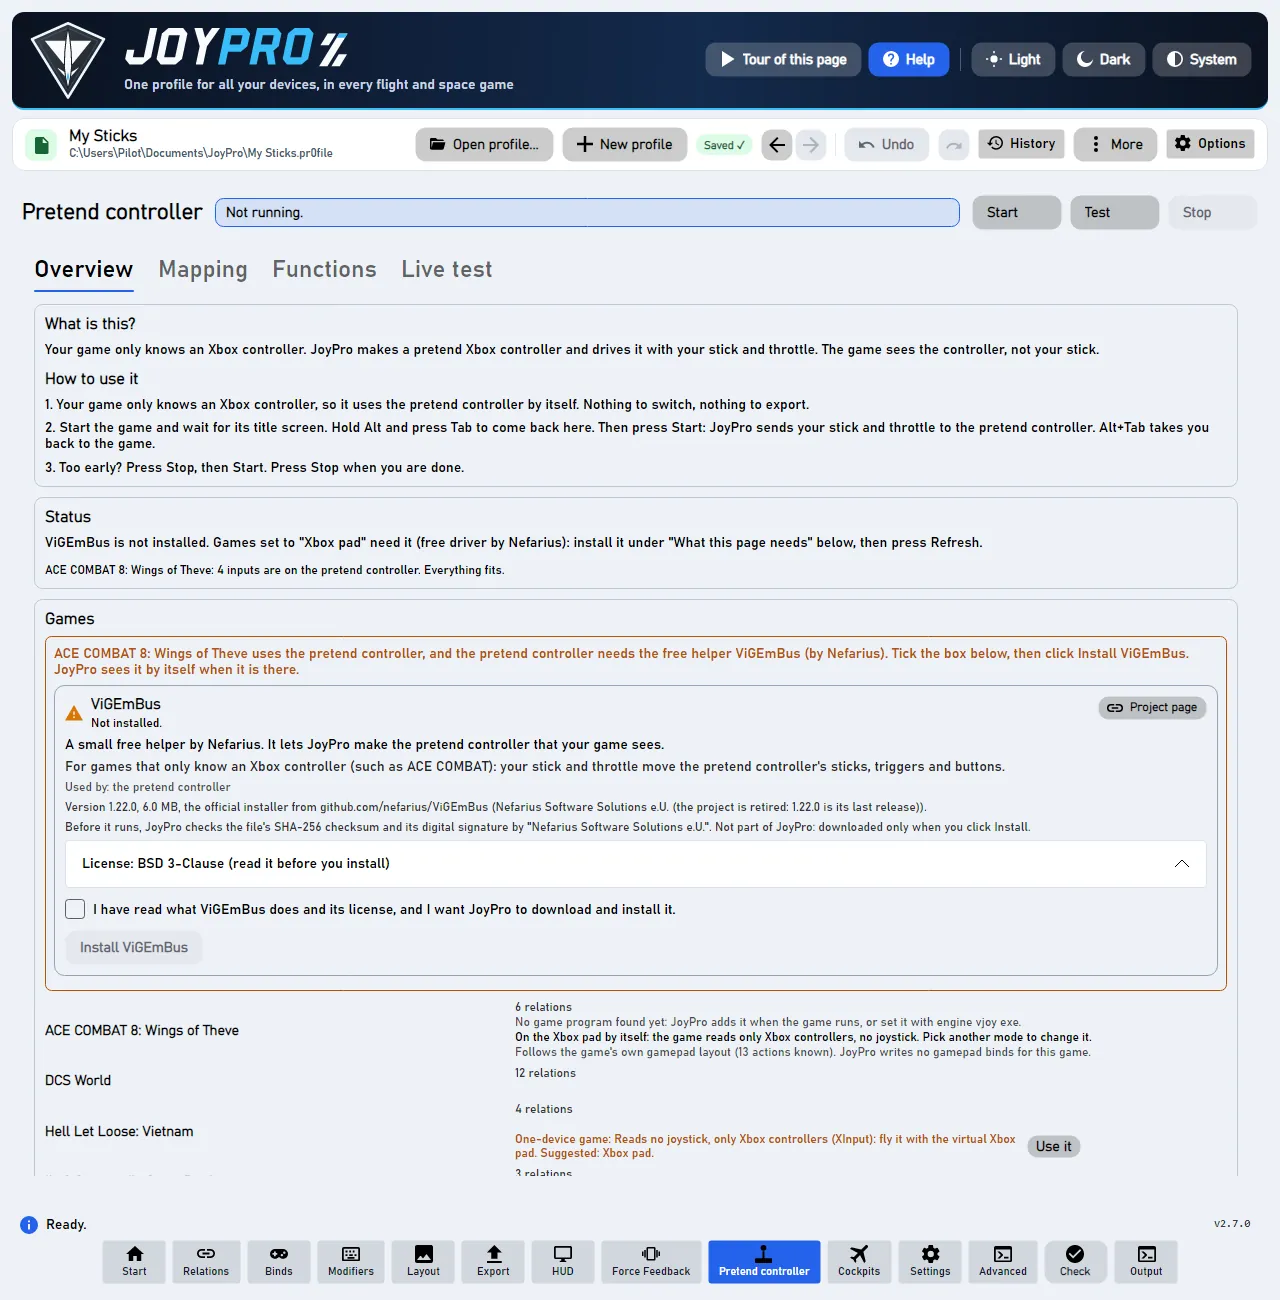 JOYPRO
One profile for all your devices, in every flight and space game
Tour of this page
Help
Light
Dark
System
My Sticks
C:\Users\Pilot\Documents\JoyPro\My Sticks.pr0file
Open profile...
New profile
Saved ✓
Undo
History
More
Options
Pretend controller
Not running.
Start
Test
Stop
Overview
Mapping
Functions
Live test
What is this?
Your game only knows an Xbox controller. JoyPro makes a pretend Xbox controller and drives it with your stick and throttle. The game sees the controller, not your stick.
How to use it
1. Your game only knows an Xbox controller, so it uses the pretend controller by itself. Nothing to switch, nothing to export.
2. Start the game and wait for its title screen. Hold Alt and press Tab to come back here. Then press Start: JoyPro sends your stick and throttle to the pretend controller. Alt+Tab takes you
back to the game.
3. Too early? Press Stop, then Start. Press Stop when you are done.
Status
ViGEmBus is not installed. Games set to "Xbox pad" need it (free driver by Nefarius): install it under "What this page needs" below, then press Refresh.
ACE COMBAT 8: Wings of Theve: 4 inputs are on the pretend controller. Everything fits.
Games
ACE COMBAT 8: Wings of Theve uses the pretend controller, and the pretend controller needs the free helper ViGEmBus (by Nefarius). Tick the box below, then click Install ViGEmBus.
JoyPro sees it by itself when it is there.
ViGEmBus
Not installed.
Project page
A small free helper by Nefarius. It lets JoyPro make the pretend controller that your game sees.
For games that only know an Xbox controller (such as ACE COMBAT): your stick and throttle move the pretend controller's sticks, triggers and buttons.
Used by: the pretend controller
Version 1.22.0, 6.0 MB, the official installer from github.com/nefarius/ViGEmBus (Nefarius Software Solutions e.U. (the project is retired: 1.22.0 is its last release)).
Before it runs, JoyPro checks the file's SHA-256 checksum and its digital signature by "Nefarius Software Solutions e.U.". Not part of JoyPro: downloaded only when you click Install.
License: BSD 3-Clause (read it before you install)
I have read what ViGEmBus does and its license, and I want JoyPro to download and install it.
Install ViGEmBus
ACE COMBAT 8: Wings of Theve
6 relations
No game program found yet: JoyPro adds it when the game runs, or set it with engine vjoy exe.
On the Xbox pad by itself: the game reads only Xbox controllers, no joystick. Pick another mode to change it.
Follows the game's own gamepad layout (13 actions known). JoyPro writes no gamepad binds for this game.
DCS World
12 relations
Hell Let Loose: Vietnam
4 relations
One-device game: Reads no joystick, only Xbox controllers (XInput): fly it with the virtual Xbox
pad. Suggested: Xbox pad.
Use it
3 relations
Ready.
v2.7.0
Start
Relations
Binds
Modifiers
Layout
Export
HUD
Force Feedback
Pretend controller
Cockpits
Settings
Advanced
Check
Output